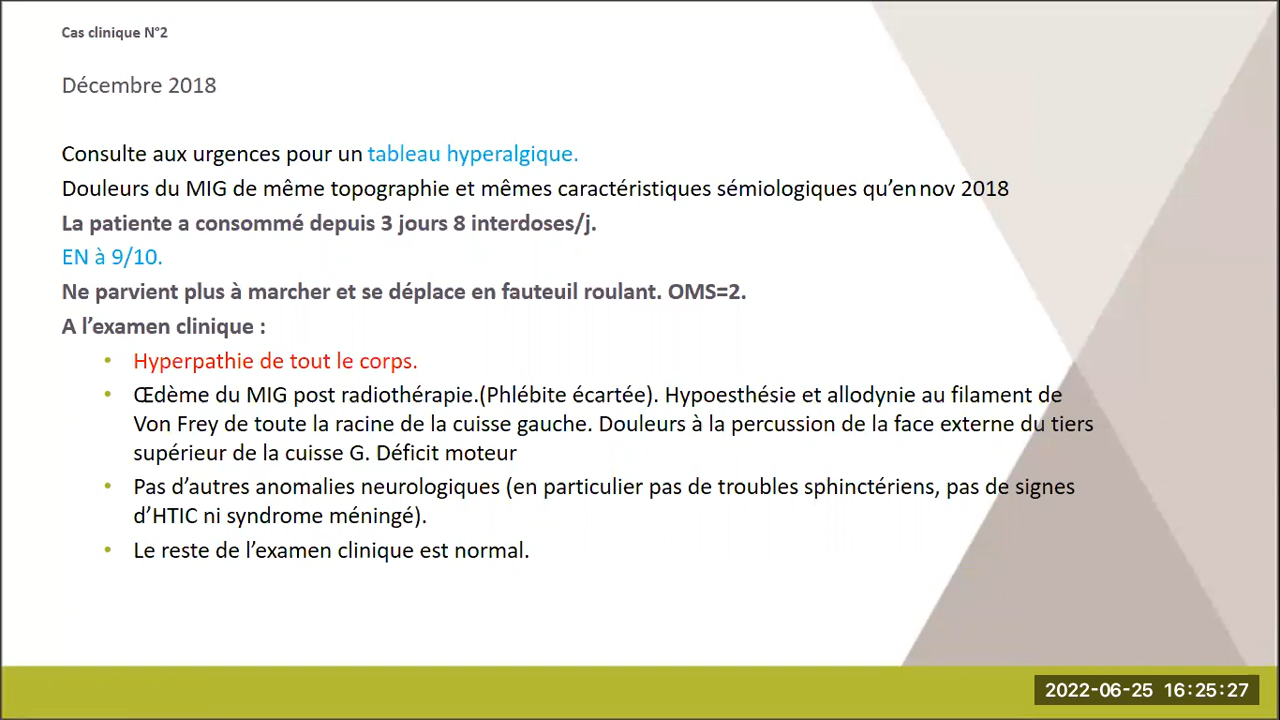 Cas clinique N°2
Décembre 2018
Consulte aux urgences pour un tableau hyperalgique.
Douleurs du MIG de même topographie et mêmes caractéristiques sémiologiques qu’en nov 2018
La patiente a consommé depuis 3 jours 8 interdoses/j.
EN à 9/10.
Ne parvient plus à marcher et se déplace en fauteuil roulant. OMS=2.
A l’examen clinique :
• Hyperpathie de tout le corps.
• Œdème du MIG post radiothérapie.(Phlébite écartée). Hypoesthésie et allodynie au filament de
Von Frey de toute la racine de la cuisse gauche. Douleurs à la percussion de la face externe du tiers
supérieur de la cuisse G. Déficit moteur
• Pas d’autres anomalies neurologiques (en particulier pas de troubles sphinctériens, pas de signes
d’HTIC ni syndrome méningé).
• Le reste de l’examen clinique est normal.
2022-06-25 16:25:27